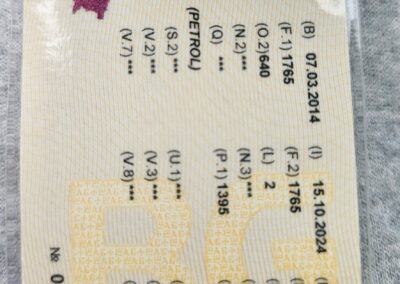 (B) 07.03.2014 (I) 15.10.2024
(F.1) 1765 (F.2) 1765
(O.2) 640 (L) 2
(N.2) *** (N.3) ***
(Q) *** (P.1) 1395
(PETROL)
(S.2) *** (U.1) ***
(V.2) *** (V.3) ***
(V.7) *** (V.8) ***
№ 0
BG